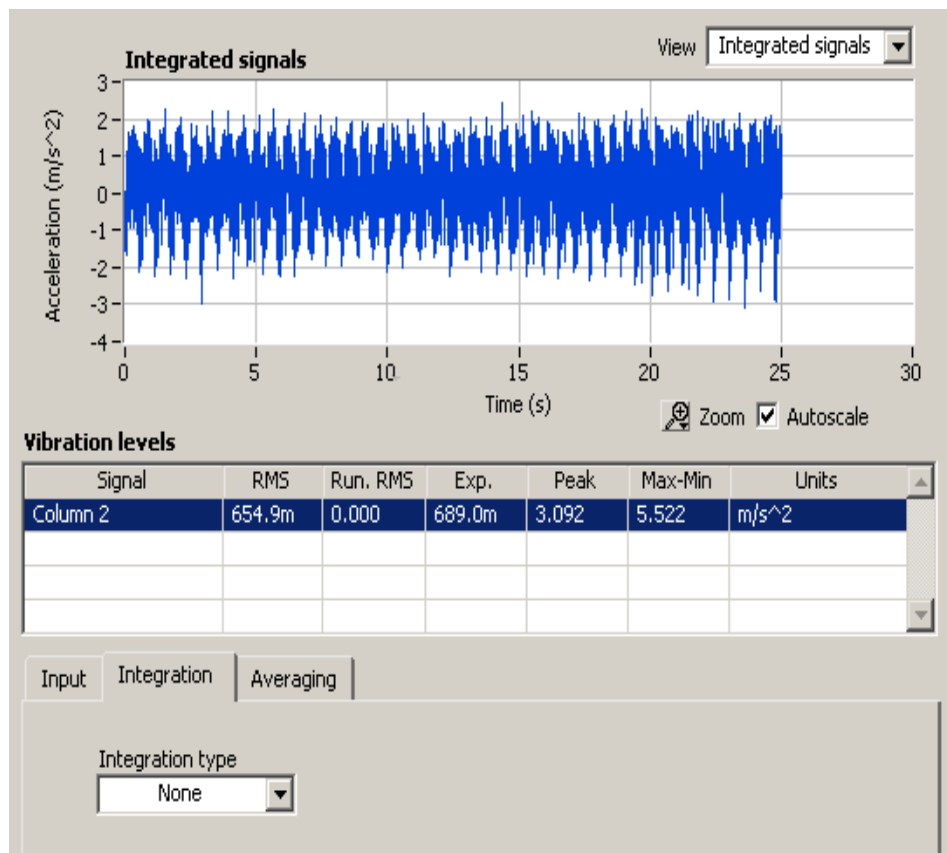 View Integrated signals
Integrated signals
Acceleration (m/s^2)
3
2
1
0
-1
-2
-3
-4
0 5 10 15 20 25 30
Time (s)
Zoom Autoscale
Vibration levels
Signal RMS Run. RMS Exp. Peak Max-Min Units
Column 2 654.9m 0.000 689.0m 3.092 5.522 m/s^2
Input Integration Averaging
Integration type
None